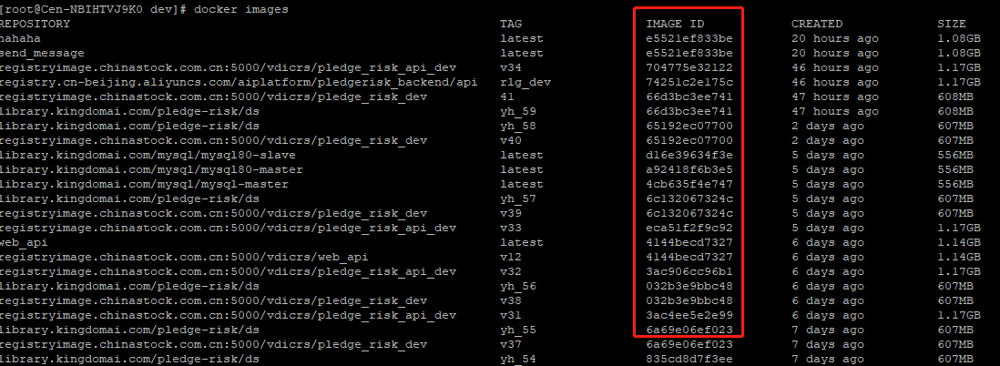 [root@Cen-NBIHTVJ9K0 dev]# docker images
REPOSITORY TAG IMAGE ID CREATED SIZE
hahaha latest e5521ef833be 20 hours ago 1.08GB
send_message latest e5521ef833be 20 hours ago 1.08GB
registryimage.chinastock.com.cn:5000/vdicrs/pledge_risk_api_dev v34 704775e32122 46 hours ago 1.17GB
registry.cn-beijing.aliyuncs.com/aiplatform/pledgerisk_backend/api rlg_dev 74251c2e175c 46 hours ago 1.17GB
registryimage.chinastock.com.cn:5000/vdicrs/pledge_risk_dev 41 66d3bc3ee741 47 hours ago 608MB
library.kingdomai.com/pledge-risk/ds yh_59 66d3bc3ee741 47 hours ago 608MB
library.kingdomai.com/pledge-risk/ds yh_58 65192ec07700 2 days ago 607MB
registryimage.chinastock.com.cn:5000/vdicrs/pledge_risk_dev v40 65192ec07700 2 days ago 607MB
library.kingdomai.com/mysql/mysql80-slave latest d16e39634f3e 5 days ago 556MB
library.kingdomai.com/mysql/mysql80-master latest a92418f6b3e5 5 days ago 556MB
library.kingdomai.com/mysql/mysql-master latest 4cb635f4e747 5 days ago 556MB
library.kingdomai.com/pledge-risk/ds yh_57 6c132067324c 5 days ago 607MB
registryimage.chinastock.com.cn:5000/vdicrs/pledge_risk_dev v39 6c132067324c 5 days ago 607MB
registryimage.chinastock.com.cn:5000/vdicrs/pledge_risk_api_dev v33 eca51f2f9c92 5 days ago 1.17GB
web_api latest 4144becd7327 6 days ago 1.14GB
registryimage.chinastock.com.cn:5000/vdicrs/web_api v12 4144becd7327 6 days ago 1.14GB
registryimage.chinastock.com.cn:5000/vdicrs/pledge_risk_api_dev v32 3ac906cc96b1 6 days ago 1.17GB
library.kingdomai.com/pledge-risk/ds yh_56 032b3e9bbc48 6 days ago 607MB
registryimage.chinastock.com.cn:5000/vdicrs/pledge_risk_dev v38 032b3e9bbc48 6 days ago 607MB
registryimage.chinastock.com.cn:5000/vdicrs/pledge_risk_api_dev v31 3ac4ee5e2e99 6 days ago 1.17GB
library.kingdomai.com/pledge-risk/ds yh_55 6a69e06ef023 7 days ago 607MB
registryimage.chinastock.com.cn:5000/vdicrs/pledge_risk_dev v37 6a69e06ef023 7 days ago 607MB
library.kingdomai.com/pledge-risk/ds yh_54 835cd8d7f3ee 7 days ago 607MB